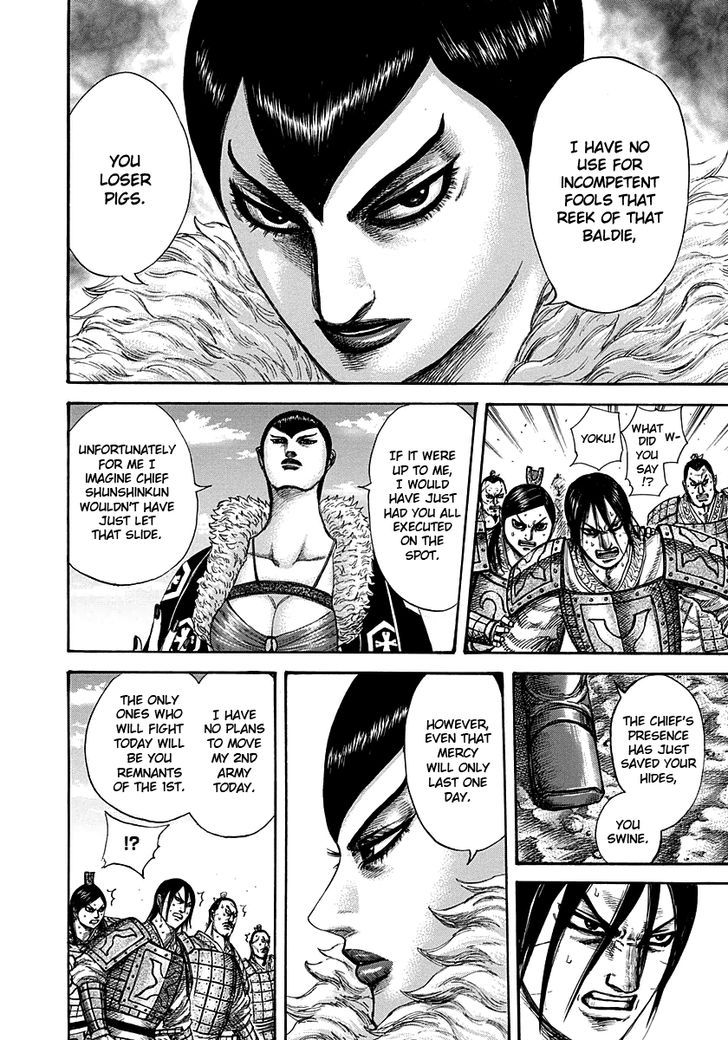 I HAVE NO
USE FOR
INCOMPETENT
FOOLS THAT
REEK OF THAT
BALDIE,
YOU
LOSER
PIGS.
W-
WHAT
DID
YOU
SAY!?
YOKU!
IF IT WERE
UP TO ME,
I WOULD
HAVE JUST
HAD YOU ALL
EXECUTED
ON THE
SPOT.
UNFORTUNATELY
FOR ME I
IMAGINE CHIEF
SHUNSHINKUN
WOULDN'T HAVE
JUST LET
THAT SLIDE.
THE CHIEF'S
PRESENCE
HAS JUST
SAVED YOUR
HIDES,
YOU
SWINE.
HOWEVER,
EVEN THAT
MERCY
WILL ONLY
LAST ONE
DAY.
I HAVE
NO PLANS
TO MOVE
MY 2ND
ARMY
TODAY.
THE ONLY
ONES WHO
WILL FIGHT
TODAY WILL
BE YOU
REMNANTS
OF THE 1ST.
!?